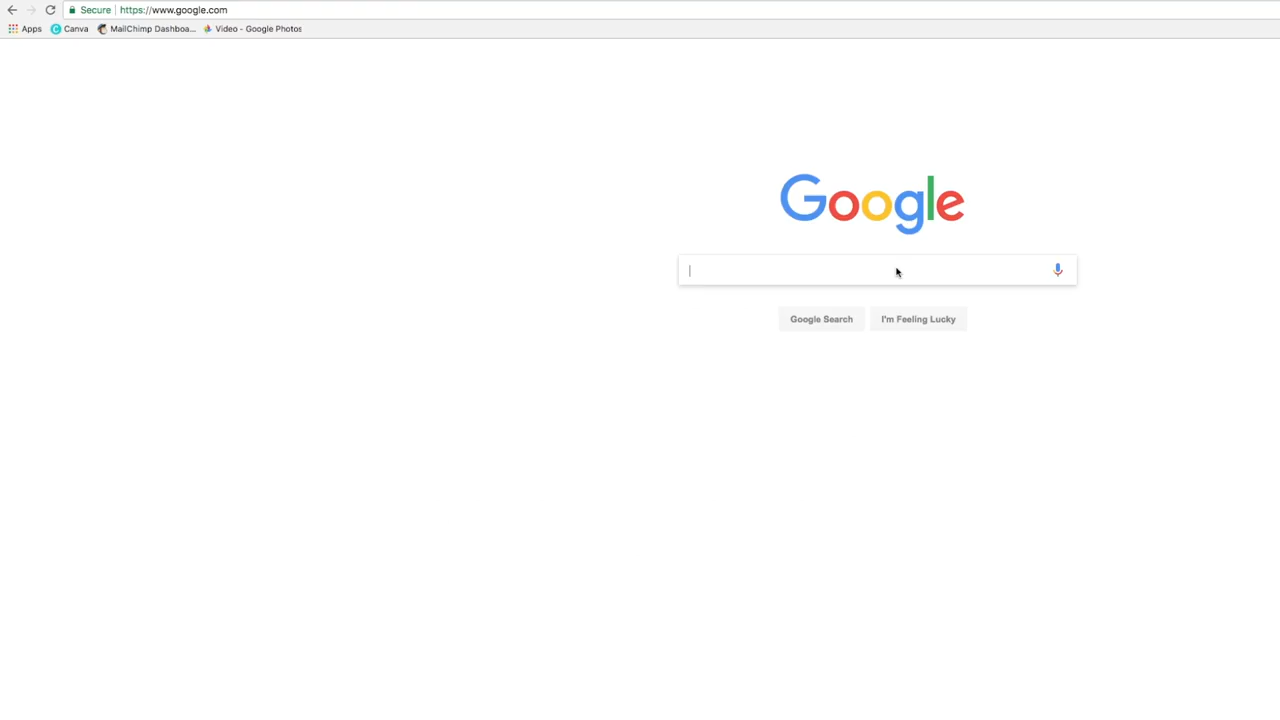 Secure https://www.google.com
Apps Canva MailChimp Dashboa... Video - Google Photos
Google
Google Search I'm Feeling Lucky